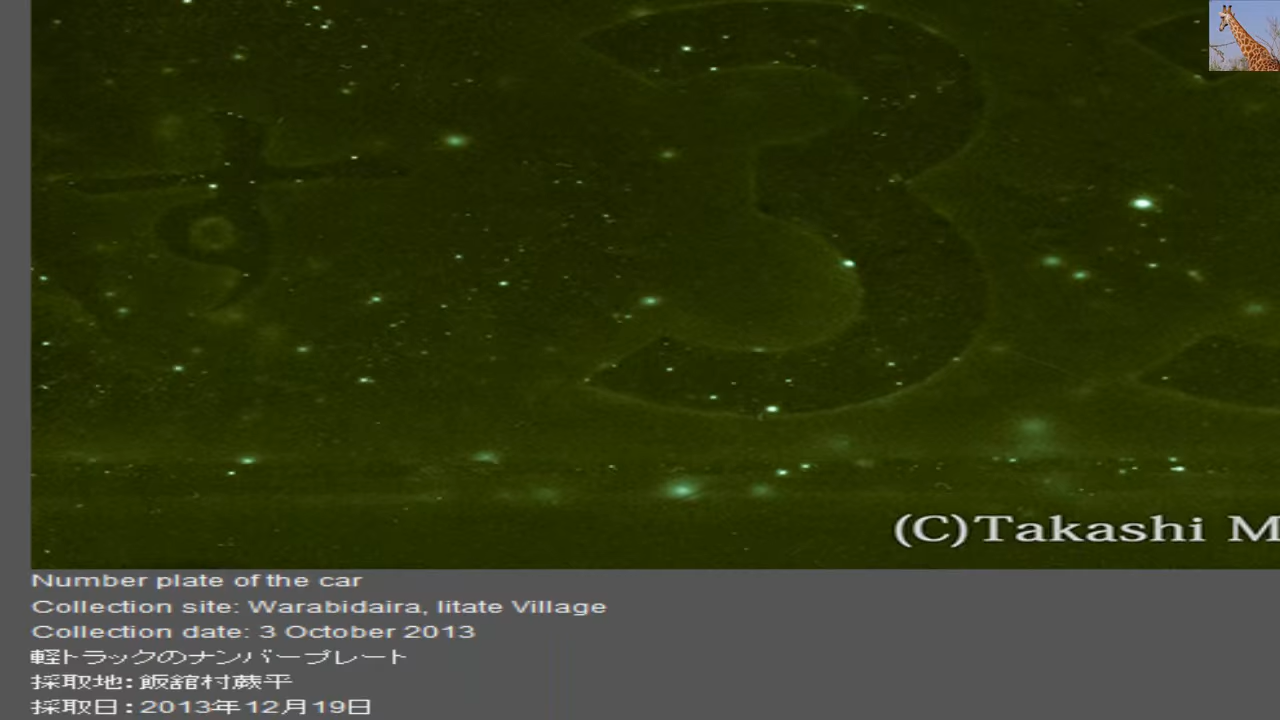 す 3
(C)Takashi M
Number plate of the car
Collection site: Warabidaira, Iitate Village
Collection date: 3 October 2013
軽トラックのナンバープレート
採取地:飯舘村蕨平
採取日:2013年12月19日